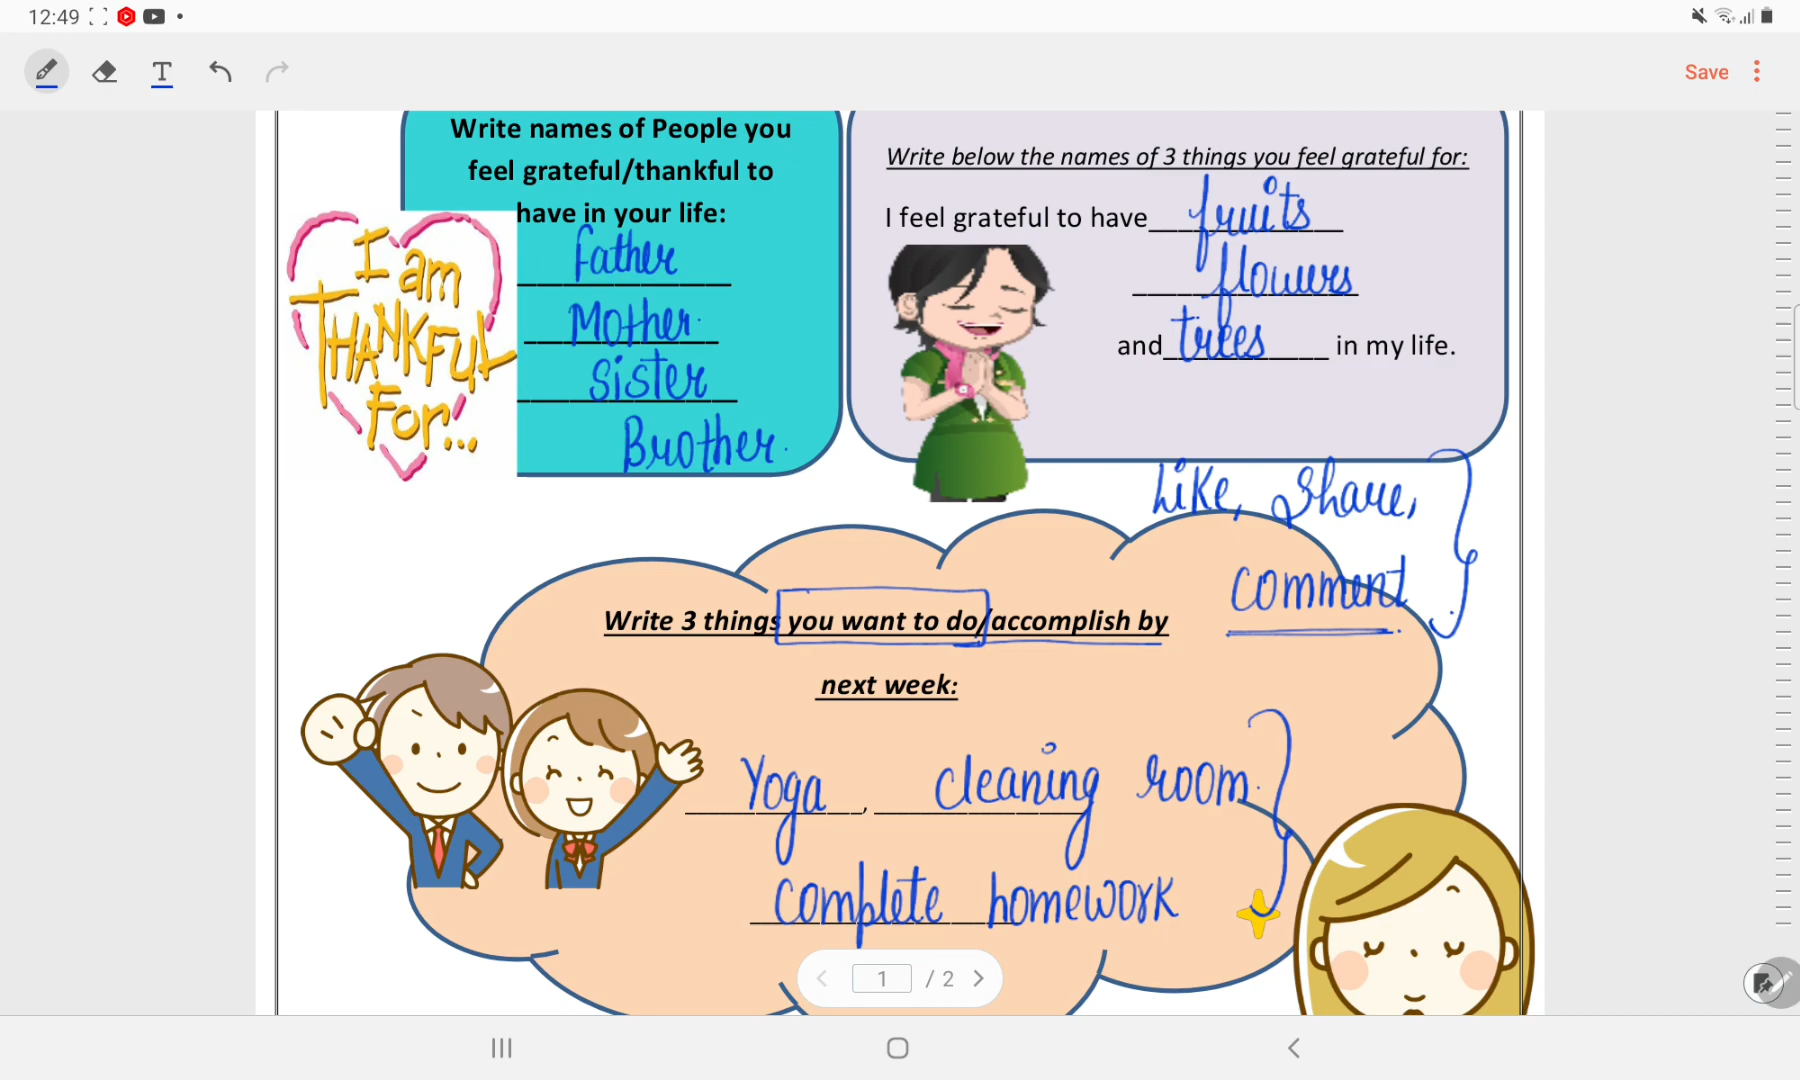 12:49
Save
Write names of People you
feel grateful/thankful to
have in your life:
Father
Mother.
Sister
Brother.
I am
THANKFUL
For...
Write below the names of 3 things you feel grateful for:
I feel grateful to have fruits
flowers
and trees in my life.
Like, Share,
comment
Write 3 things you want to do/accomplish by
next week:
Yoga, cleaning room.
complete homework
1 / 2